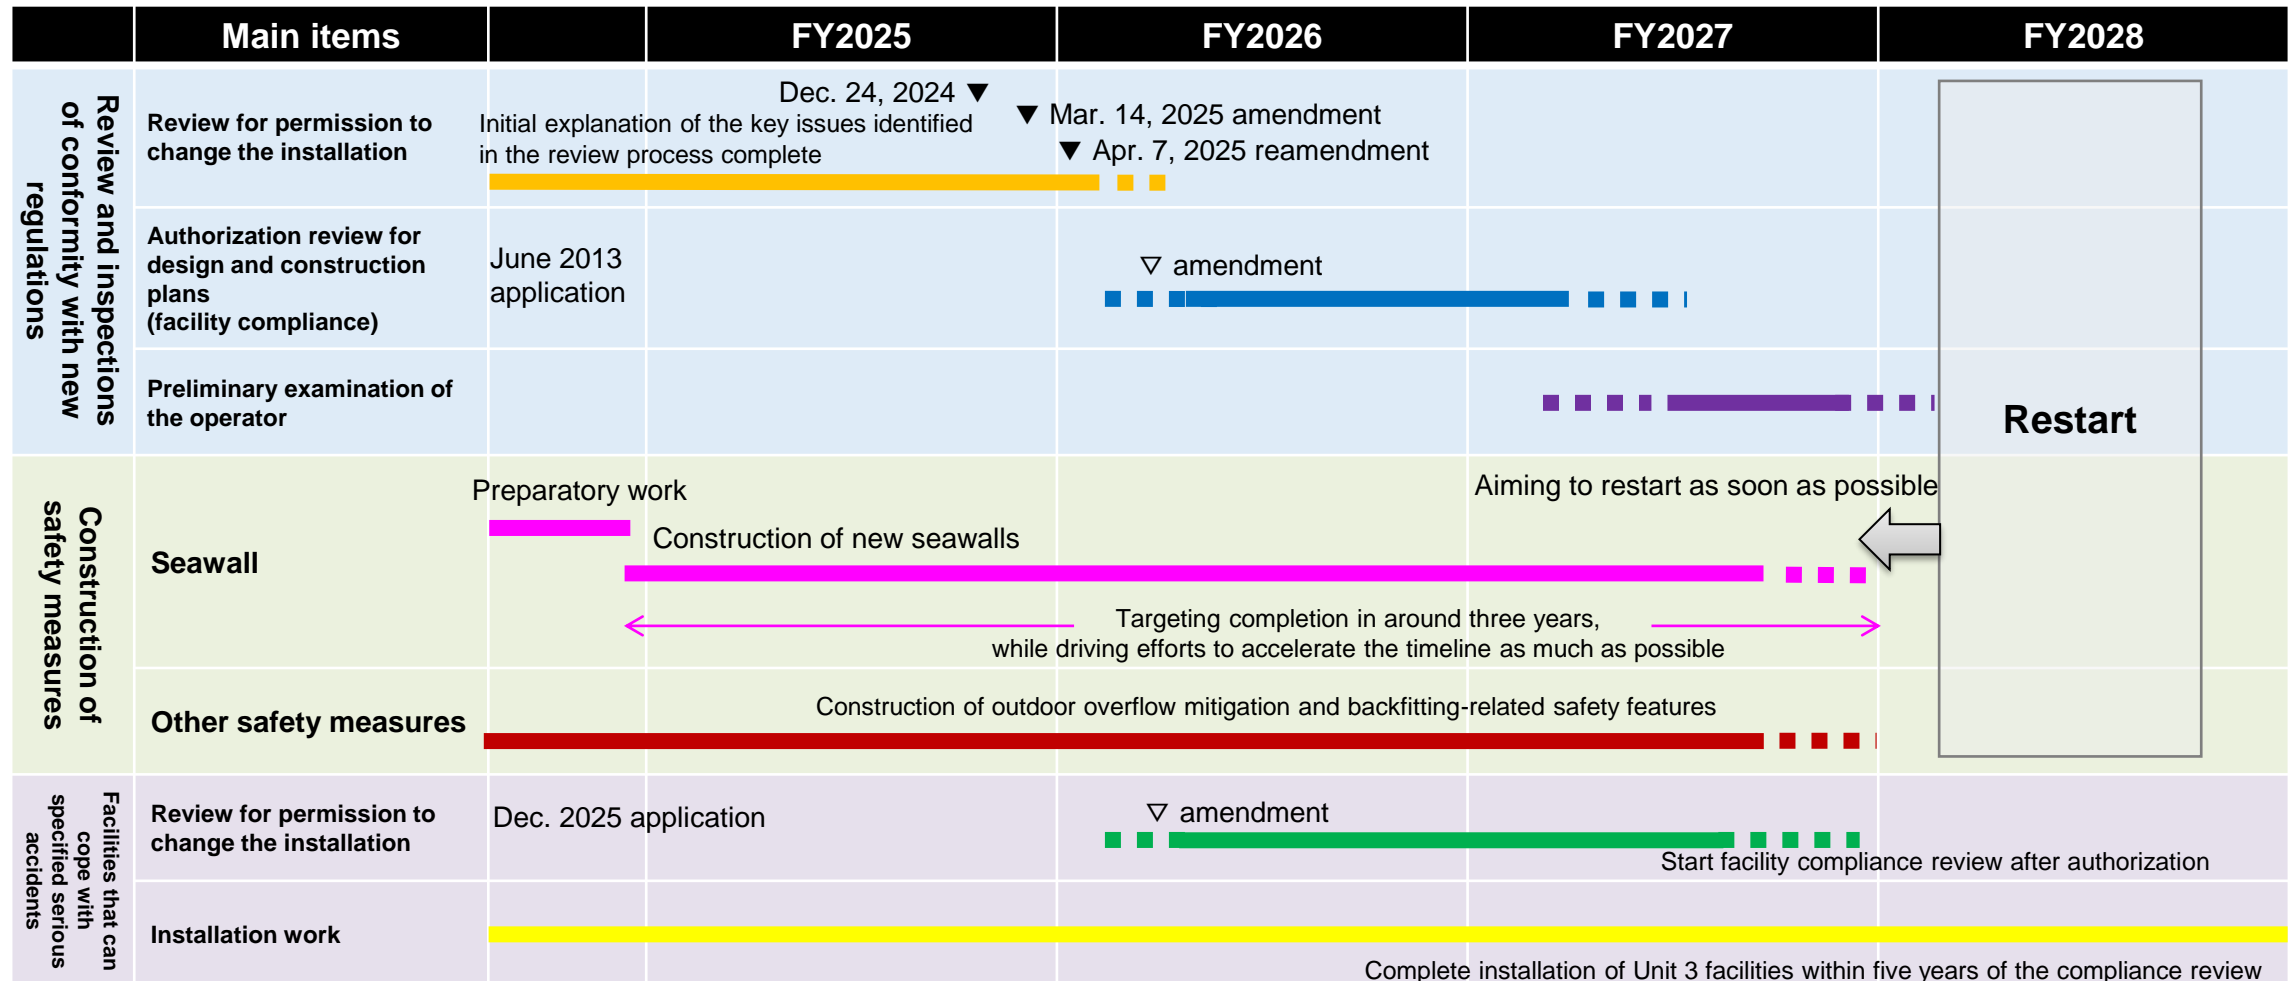 Main items
FY2025
FY2026
FY2027
FY2028
Review and inspections
of conformity with new
regulations
Review for permission to
change the installation
Dec. 24, 2024 ▼
Initial explanation of the key issues identified
in the review process complete
▼ Mar. 14, 2025 amendment
▼ Apr. 7, 2025 reamendment
Authorization review for
design and construction
plans
(facility compliance)
June 2013
application
▽ amendment
Preliminary examination of
the operator
Restart
Construction of
safety measures
Seawall
Preparatory work
Construction of new seawalls
Aiming to restart as soon as possible
Targeting completion in around three years,
while driving efforts to accelerate the timeline as much as possible
Other safety measures
Construction of outdoor overflow mitigation and backfitting-related safety features
Facilities that can
cope with
specified serious
accidents
Review for permission to
change the installation
Dec. 2025 application
▽ amendment
Start facility compliance review after authorization
Installation work
Complete installation of Unit 3 facilities within five years of the compliance review